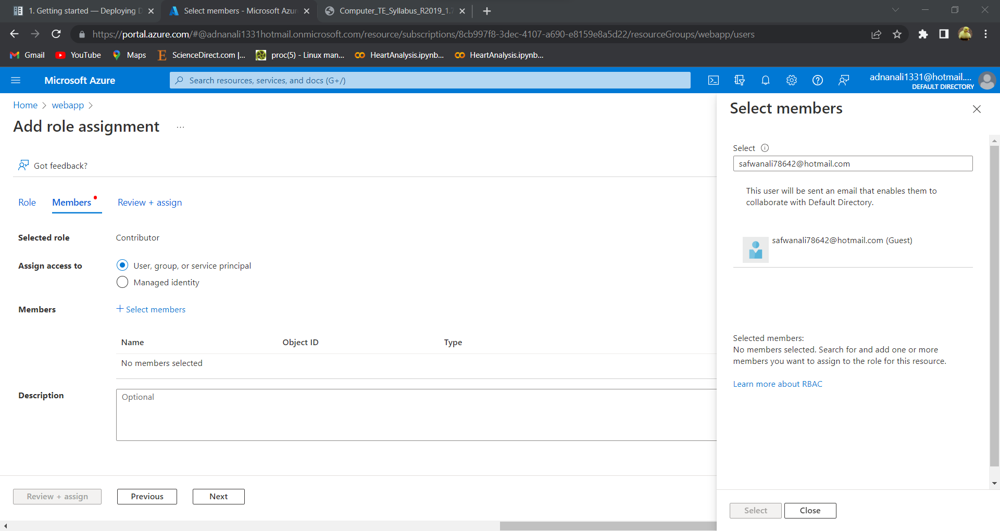 1. Getting started — Deploying D
Select members - Microsoft Azur
Computer_TE_Syllabus_R2019_1.7
https://portal.azure.com/#@adnanali1331hotmail.onmicrosoft.com/resource/subscriptions/8cb997f8-3dec-4107-a690-e8159e8a5d22/resourceGroups/webapp/users
Gmail
YouTube
Maps
ScienceDirect.com |...
proc(5) - Linux man...
HeartAnalysis.ipynb...
HeartAnalysis.ipynb...
Microsoft Azure
Search resources, services, and docs (G+/)
adnanali1331@hotmail....
DEFAULT DIRECTORY
Home
webapp
Add role assignment
...
Got feedback?
Role
Members
Review + assign
Selected role
Contributor
Assign access to
User, group, or service principal
Managed identity
Members
+ Select members
Name Object ID Type
No members selected
Description
Optional
Review + assign
Previous
Next
Select members
Select
safwanali78642@hotmail.com
This user will be sent an email that enables them to
collaborate with Default Directory.
safwanali78642@hotmail.com (Guest)
Selected members:
No members selected. Search for and add one or more
members you want to assign to the role for this resource.
Learn more about RBAC
Select
Close